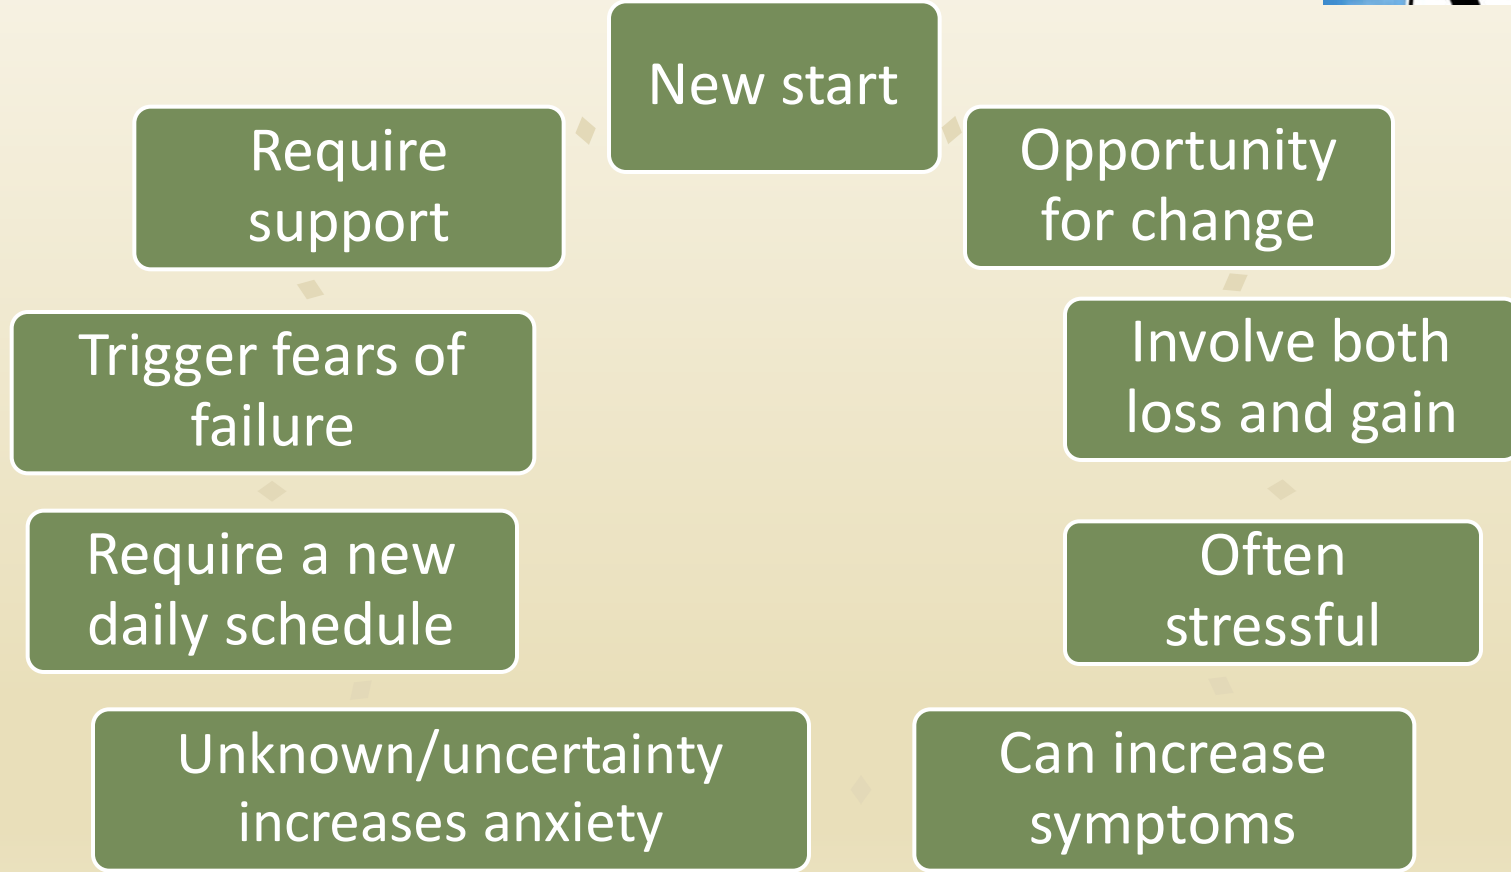 New start
Opportunity
for change
Involve both
loss and gain
Often
stressful
Can increase
symptoms
Unknown/uncertainty
increases anxiety
Require a new
daily schedule
Trigger fears of
failure
Require
support